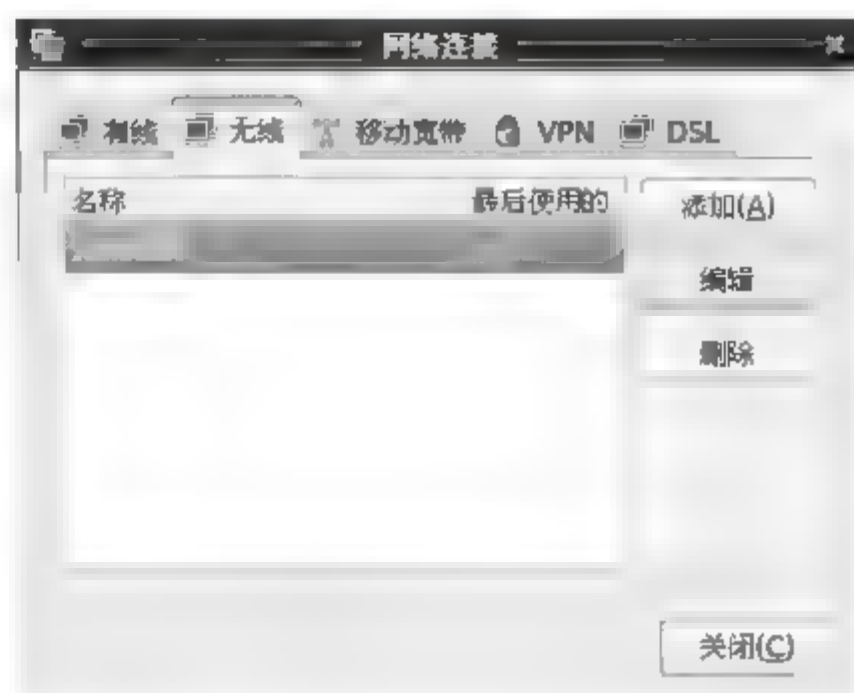 网络连接
有线 无线 移动宽带 VPN DSL
名称 最后使用的
添加(A)
编辑
删除
关闭(C)